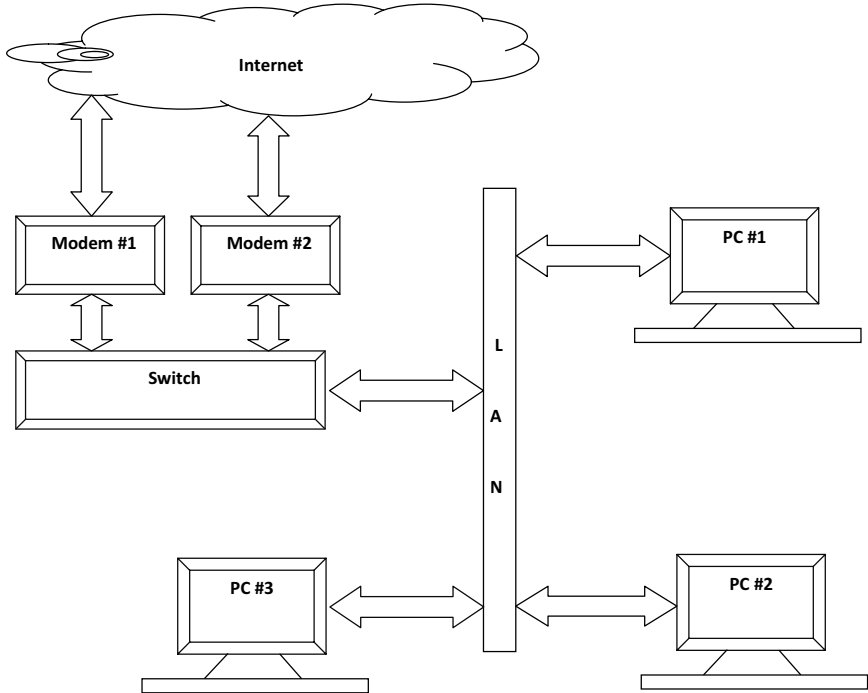 Internet
Modem #1
Modem #2
PC #1
Switch
L
A
N
PC #3
PC #2